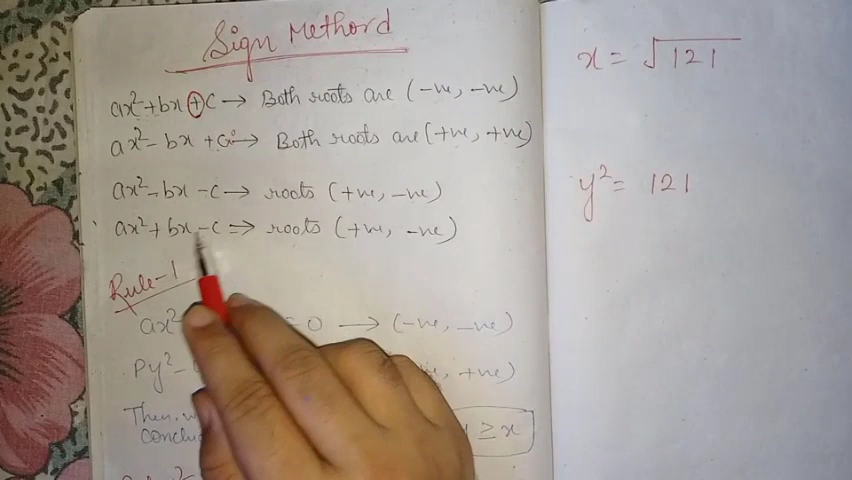 Sign Methord
ax²+bx+c → Both roots are (-ve, -ve)
ax²-bx+c → Both roots are (+ve, +ve)
ax²-bx-c → roots (+ve, -ve)
ax²+bx-c ⇒ roots (+ve, -ve)
Rule-1
ax² = 0 → (-ve, -ve)
Py²- , +ve)
Then,
≥ x
x = √121
y² = 121